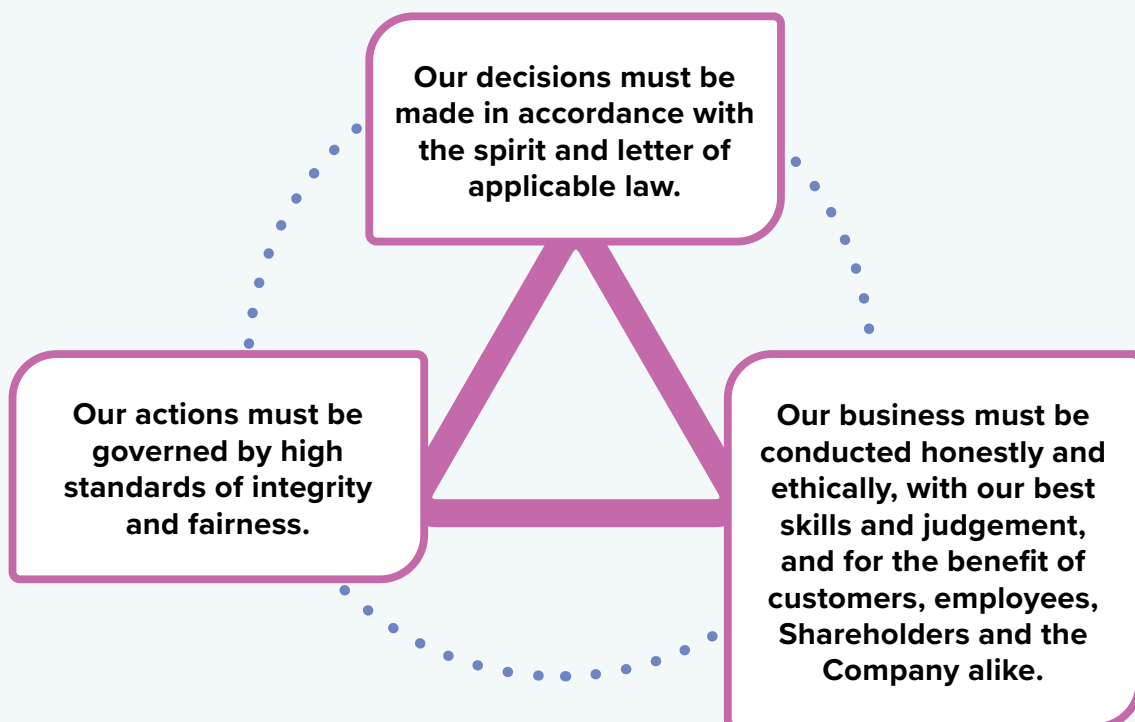 Our decisions must be
made in accordance with
the spirit and letter of
applicable law.
Our actions must be
governed by high
standards of integrity
and fairness.
Our business must be
conducted honestly and
ethically, with our best
skills and judgement,
and for the benefit of
customers, employees,
Shareholders and the
Company alike.